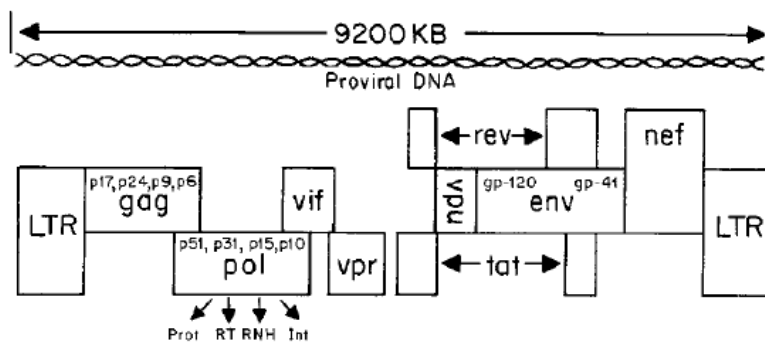 9200 KB
Proviral DNA
rev
nef
p17, p24, p9, p6
gp-120 gp-41
LTR gag vif vpu env LTR
p51, p31, p15, p10
pol vpr tat
Prot RT RNH Int